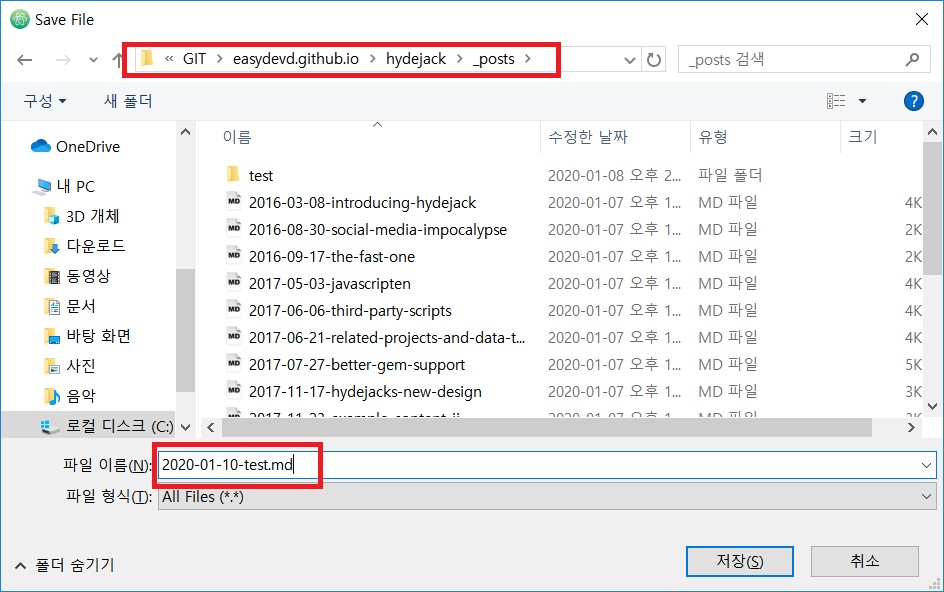 Save File
« GIT > easydevd.github.io > hydejack > _posts >
_posts 검색
구성 새 폴더
이름 수정한 날짜 유형 크기
OneDrive
내 PC
3D 개체
다운로드
동영상
문서
바탕 화면
사진
음악
로컬 디스크 (C:)
test 2020-01-08 오후 2... 파일 폴더
2016-03-08-introducing-hydejack 2020-01-07 오후 1... MD 파일 4K
2016-08-30-social-media-impocalypse 2020-01-07 오후 1... MD 파일 2K
2016-09-17-the-fast-one 2020-01-07 오후 1... MD 파일 2K
2017-05-03-javascripten 2020-01-07 오후 1... MD 파일 4K
2017-06-06-third-party-scripts 2020-01-07 오후 1... MD 파일 4K
2017-06-21-related-projects-and-data-t... 2020-01-07 오후 1... MD 파일 4K
2017-07-27-better-gem-support 2020-01-07 오후 1... MD 파일 5K
2017-11-17-hydejacks-new-design 2020-01-07 오후 1... MD 파일 3K
파일 이름(N): 2020-01-10-test.md
파일 형식(T): All Files (*.*)
폴더 숨기기
저장(S) 취소